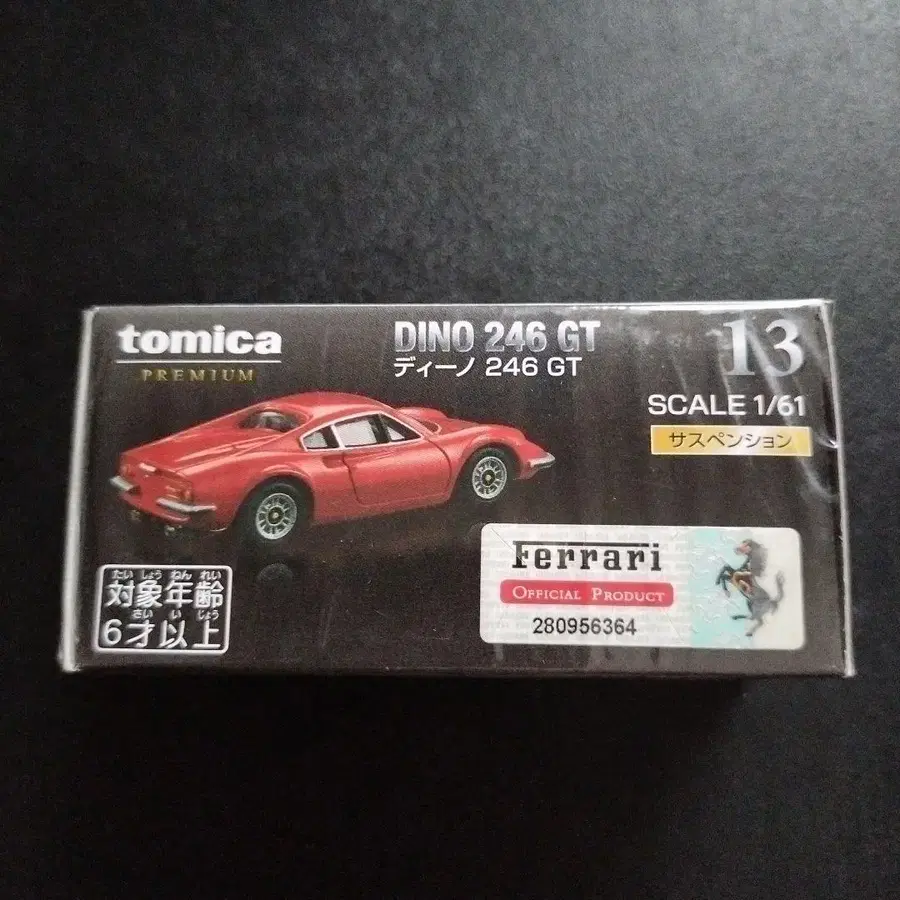 tomica
PREMIUM
DINO 246 GT
ディーノ 246 GT
13
SCALE 1/61
サスペンション
Ferrari
OFFICIAL PRODUCT
280956364
たい しょう ねん れい
対象年齢
さい い じょう
6才以上